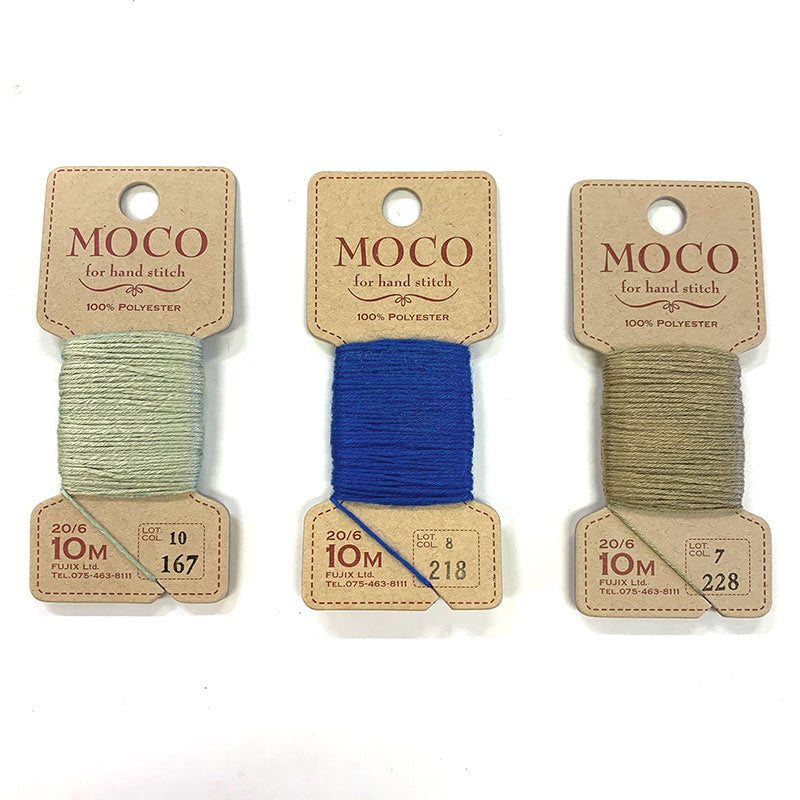 MOCO
for hand stitch
100% POLYESTER
20/6
10M
FUJIX Ltd.
TEL.075-463-8111
LOT. 10
COL. 167
MOCO
for hand stitch
100% POLYESTER
20/6
10M
FUJIX Ltd.
TEL.075-463-8111
LOT. 8
COL. 218
MOCO
for hand stitch
100% POLYESTER
20/6
10M
FUJIX Ltd.
TEL.075-463-8111
LOT. 7
COL. 228